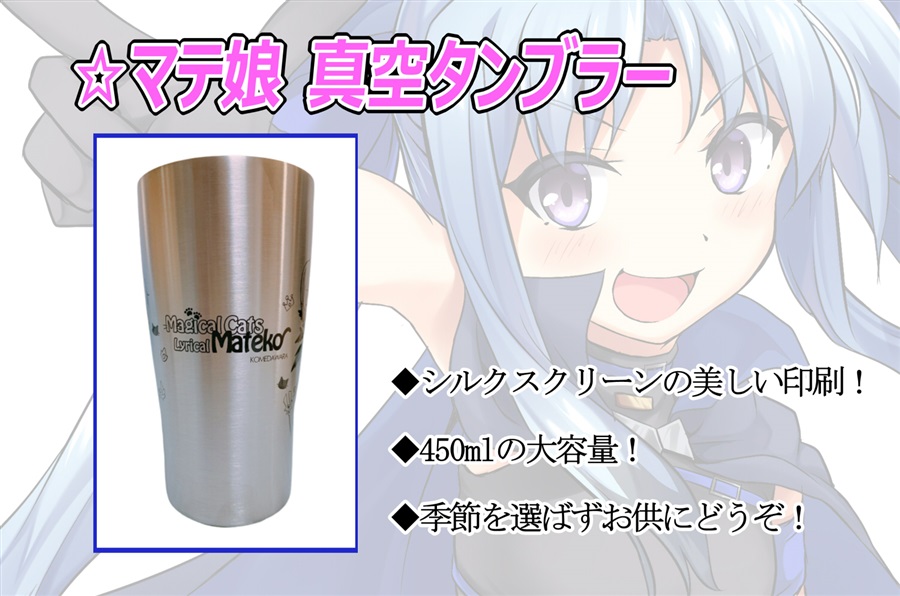 ☆マテ娘 真空タンブラー
Magical Cats
Lyrical Mateko
◆シルクスクリーンの美しい印刷！
◆450mlの大容量！
◆季節を選ばずお供にどうぞ！